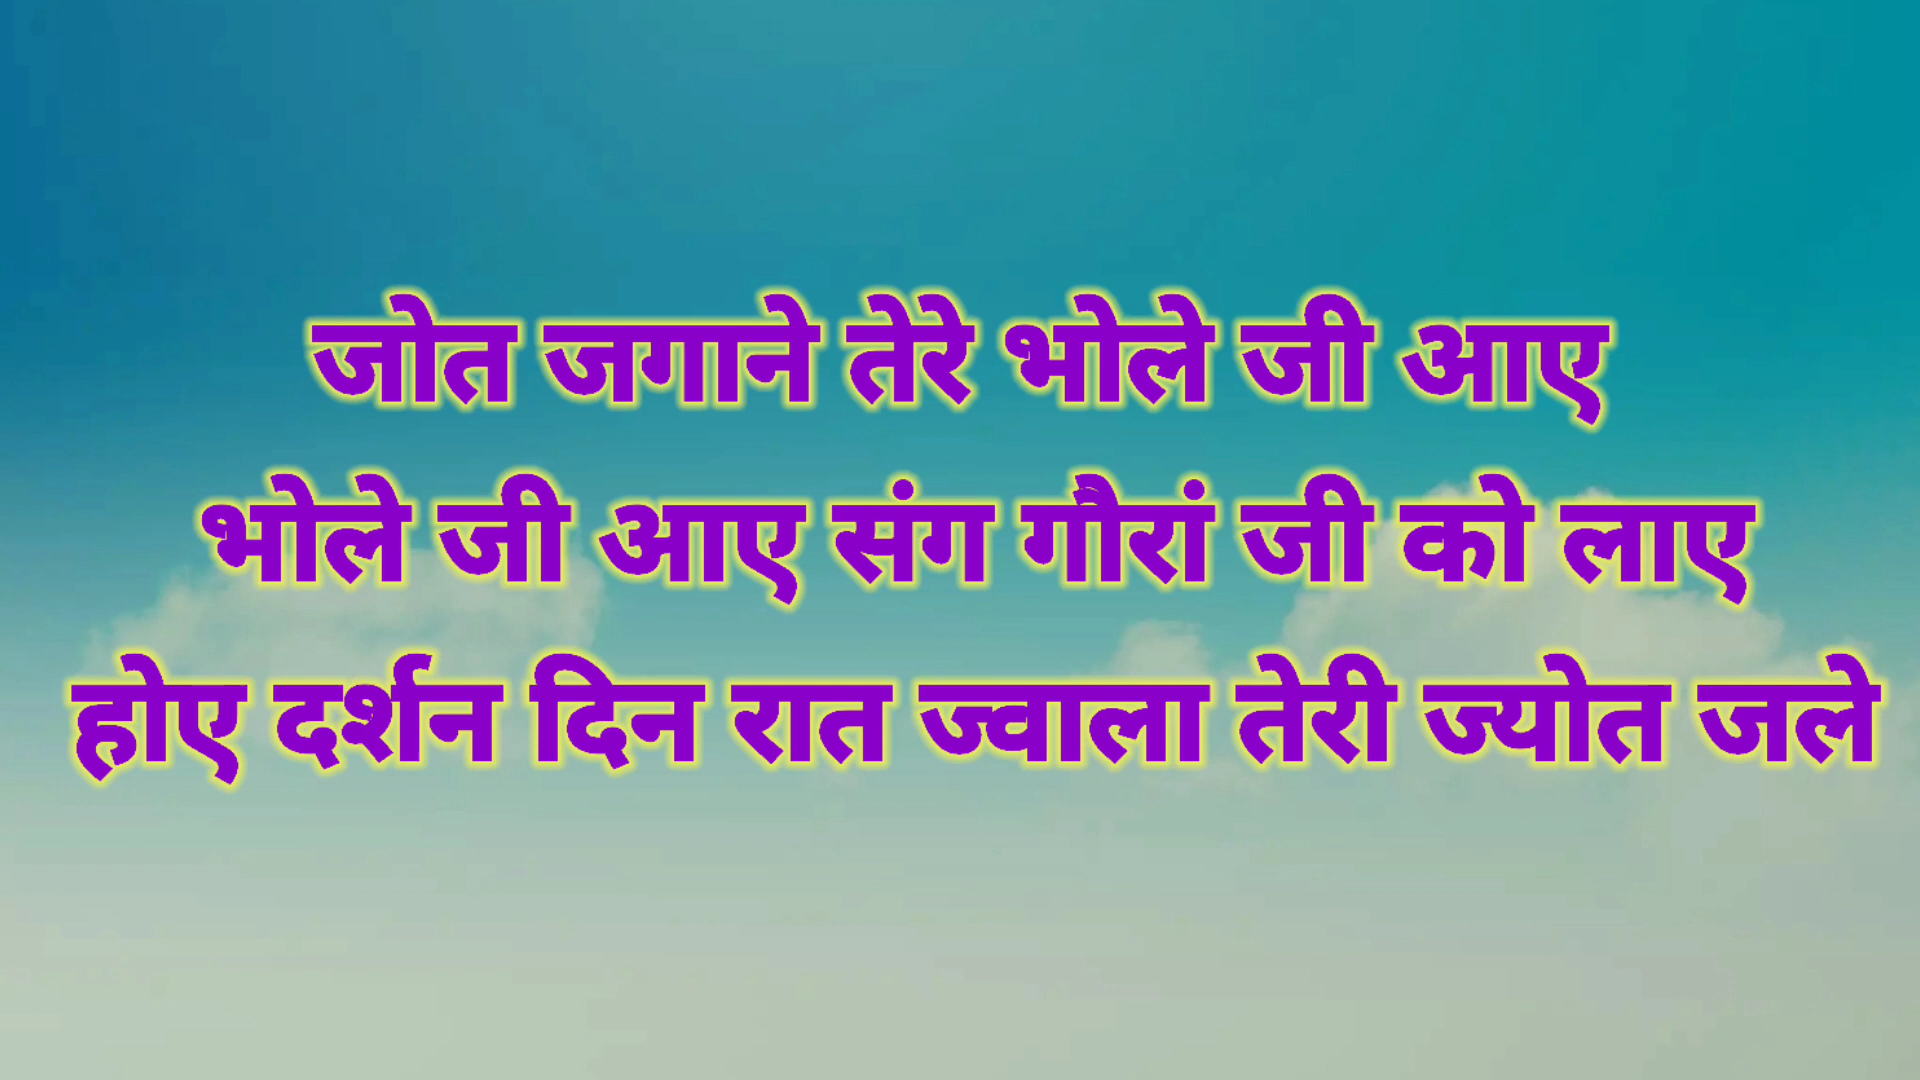 जोत जगाने तेरे भोले जी आए
भोले जी आए संग गौरां जी को लाए
होए दर्शन दिन रात ज्वाला तेरी ज्योत जले